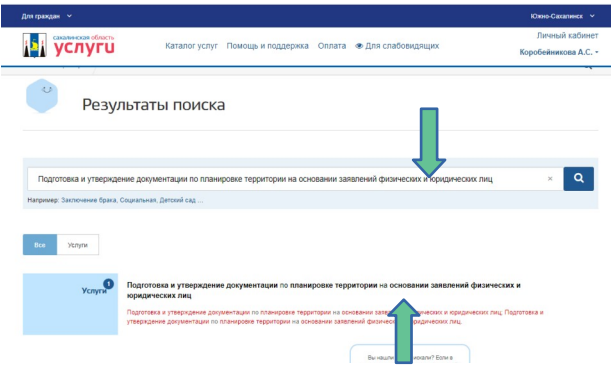 Для граждан
Южно-Сахалинск
САХАЛИНСКАЯ ОБЛАСТЬ
УСЛУГИ
Каталог услуг Помощь и поддержка Оплата Для слабовидящих
Личный кабинет
Коробейникова А.С.
Результаты поиска
Подготовка и утверждение документации по планировке территории на основании заявлений физических и юридических лиц
Например: Заключение брака, Социальная, Детский сад ...
Все Услуги
Услуги 1
Подготовка и утверждение документации по планировке территории на основании заявлений физических и
юридических лиц
Подготовка и утверждение документации по планировке территории на основании физических и юридических лиц, Подготовка и
утверждение документации по планировке территории на основании заявлений юридических лиц,
Вы нашли искали? Если в